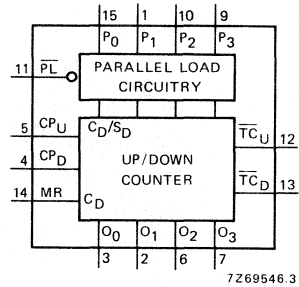 15 1 10 9
P0 P1 P2 P3
11 PL
PARALLEL LOAD
CIRCUITRY
5 CPU
CD/SD
TCU 12
4 CPD
UP/DOWN
COUNTER
TCD 13
14 MR
CD
O0 O1 O2 O3
3 2 6 7
7Z69546.3